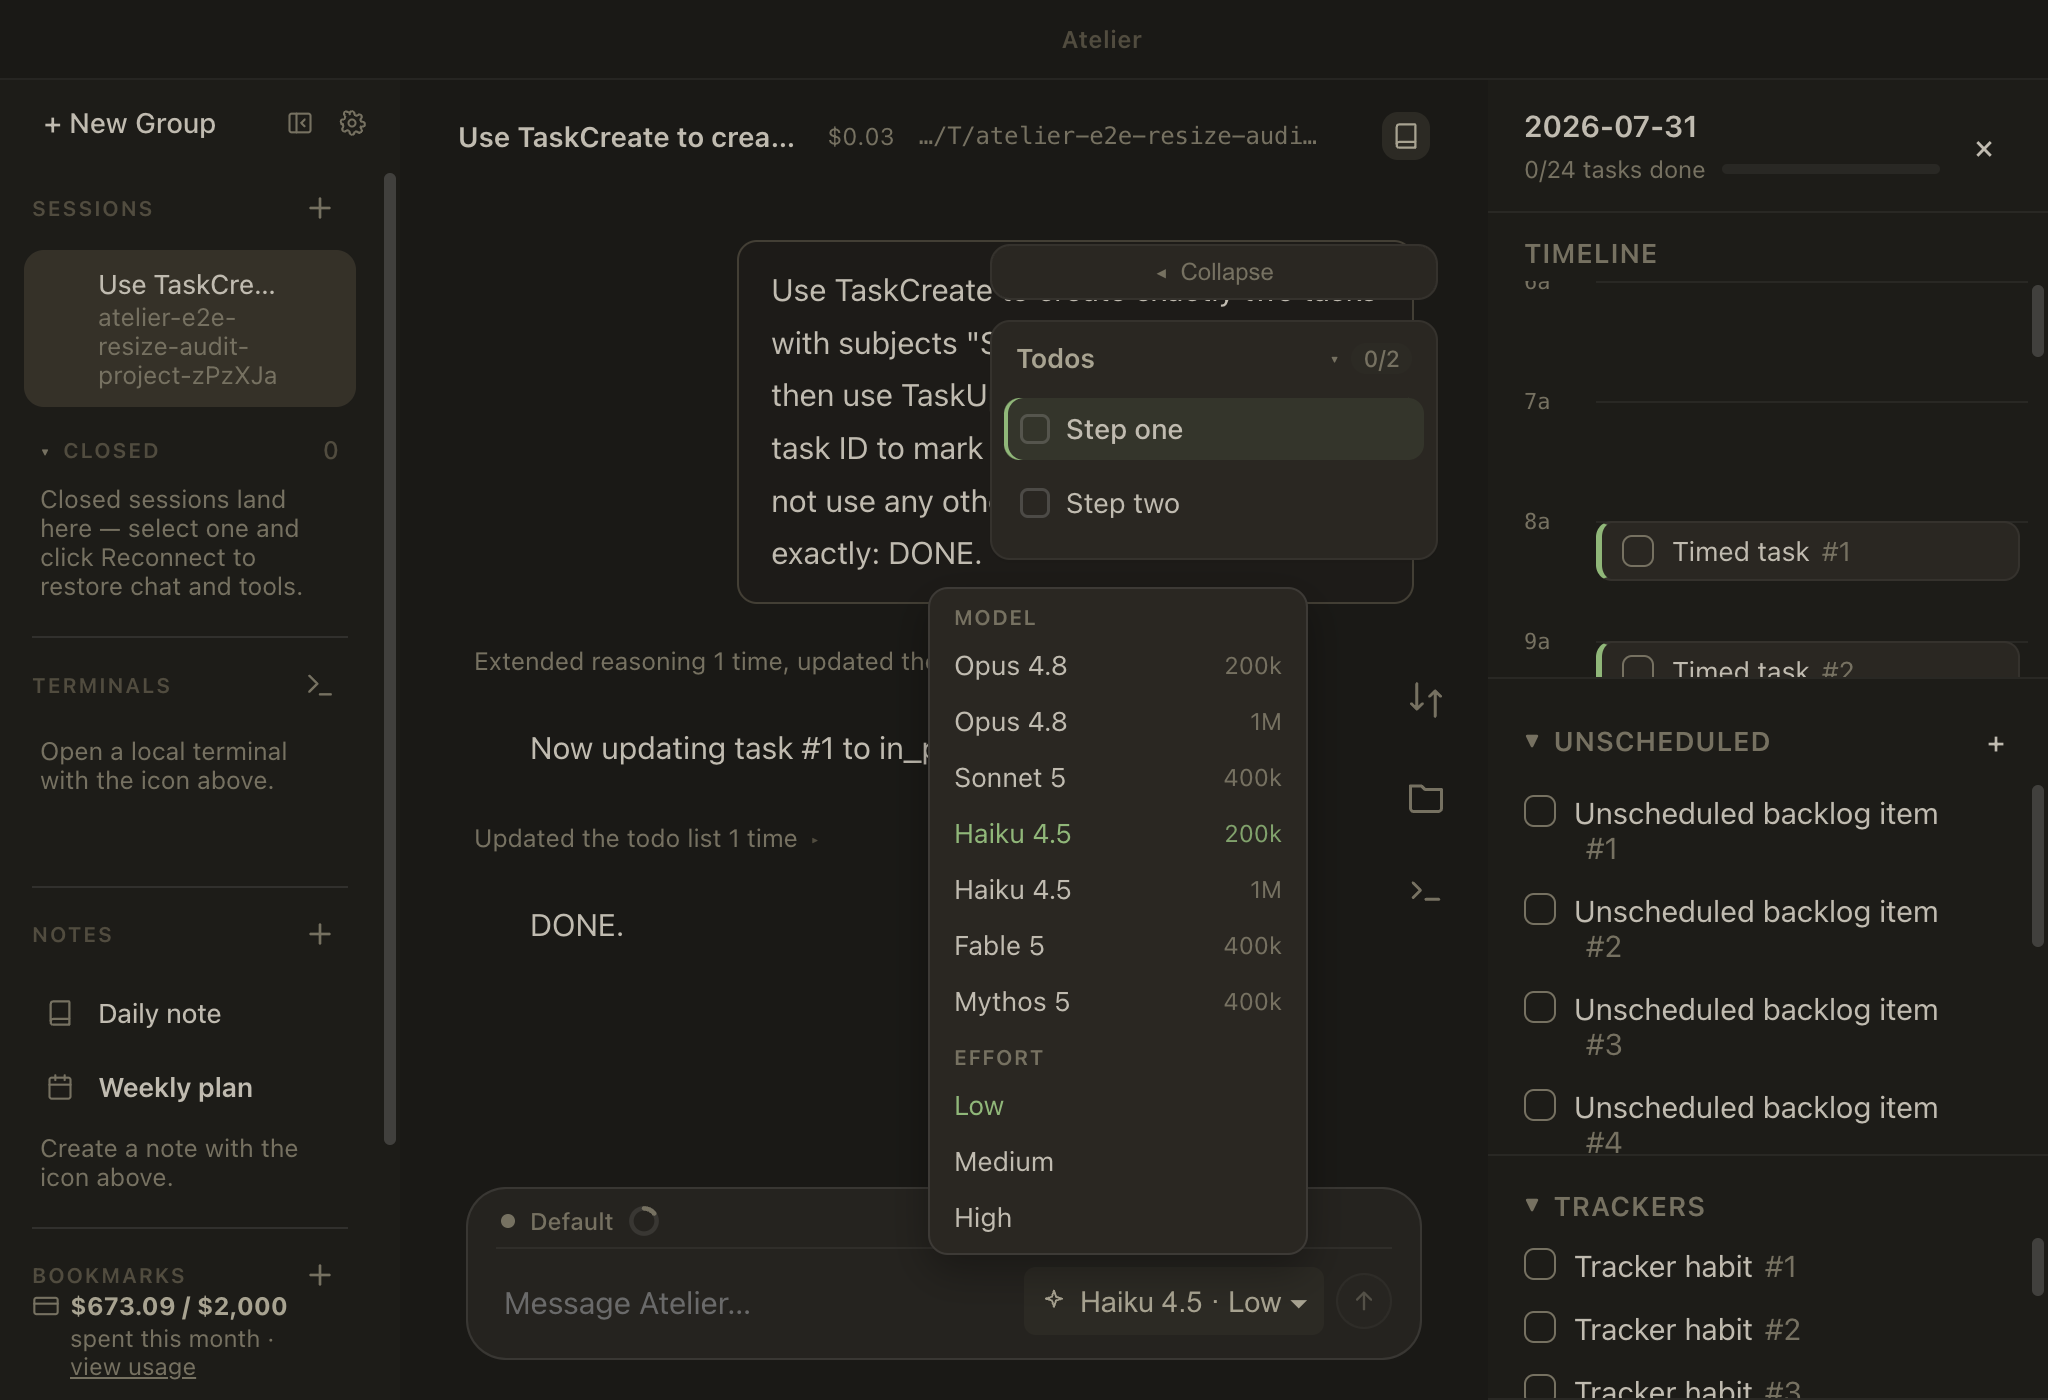 Atelier
+ New Group
SESSIONS
Use TaskCre...
atelier-e2e-
resize-audit-
project-zPzXJa
CLOSED 0
Closed sessions land
here — select one and
click Reconnect to
restore chat and tools.
TERMINALS
Open a local terminal
with the icon above.
NOTES
Daily note
Weekly plan
Create a note with the
icon above.
BOOKMARKS
$673.09 / $2,000
spent this month ·
view usage
Use TaskCreate to crea... $0.03 …/T/atelier-e2e-resize-audi…
Use TaskCreate
with subjects "S
then use TaskU
task ID to mark
not use any oth
exactly: DONE.
Collapse
Todos 0/2
Step one
Step two
Extended reasoning 1 time, updated the
Now updating task #1 to in_p
Updated the todo list 1 time
DONE.
MODEL
Opus 4.8 200k
Opus 4.8 1M
Sonnet 5 400k
Haiku 4.5 200k
Haiku 4.5 1M
Fable 5 400k
Mythos 5 400k
EFFORT
Low
Medium
High
Default
Message Atelier...
Haiku 4.5 · Low
2026-07-31
0/24 tasks done
TIMELINE
6a
7a
8a
Timed task #1
9a
Timed task #2
UNSCHEDULED
Unscheduled backlog item
#1
Unscheduled backlog item
#2
Unscheduled backlog item
#3
Unscheduled backlog item
#4
TRACKERS
Tracker habit #1
Tracker habit #2
Tracker habit #3